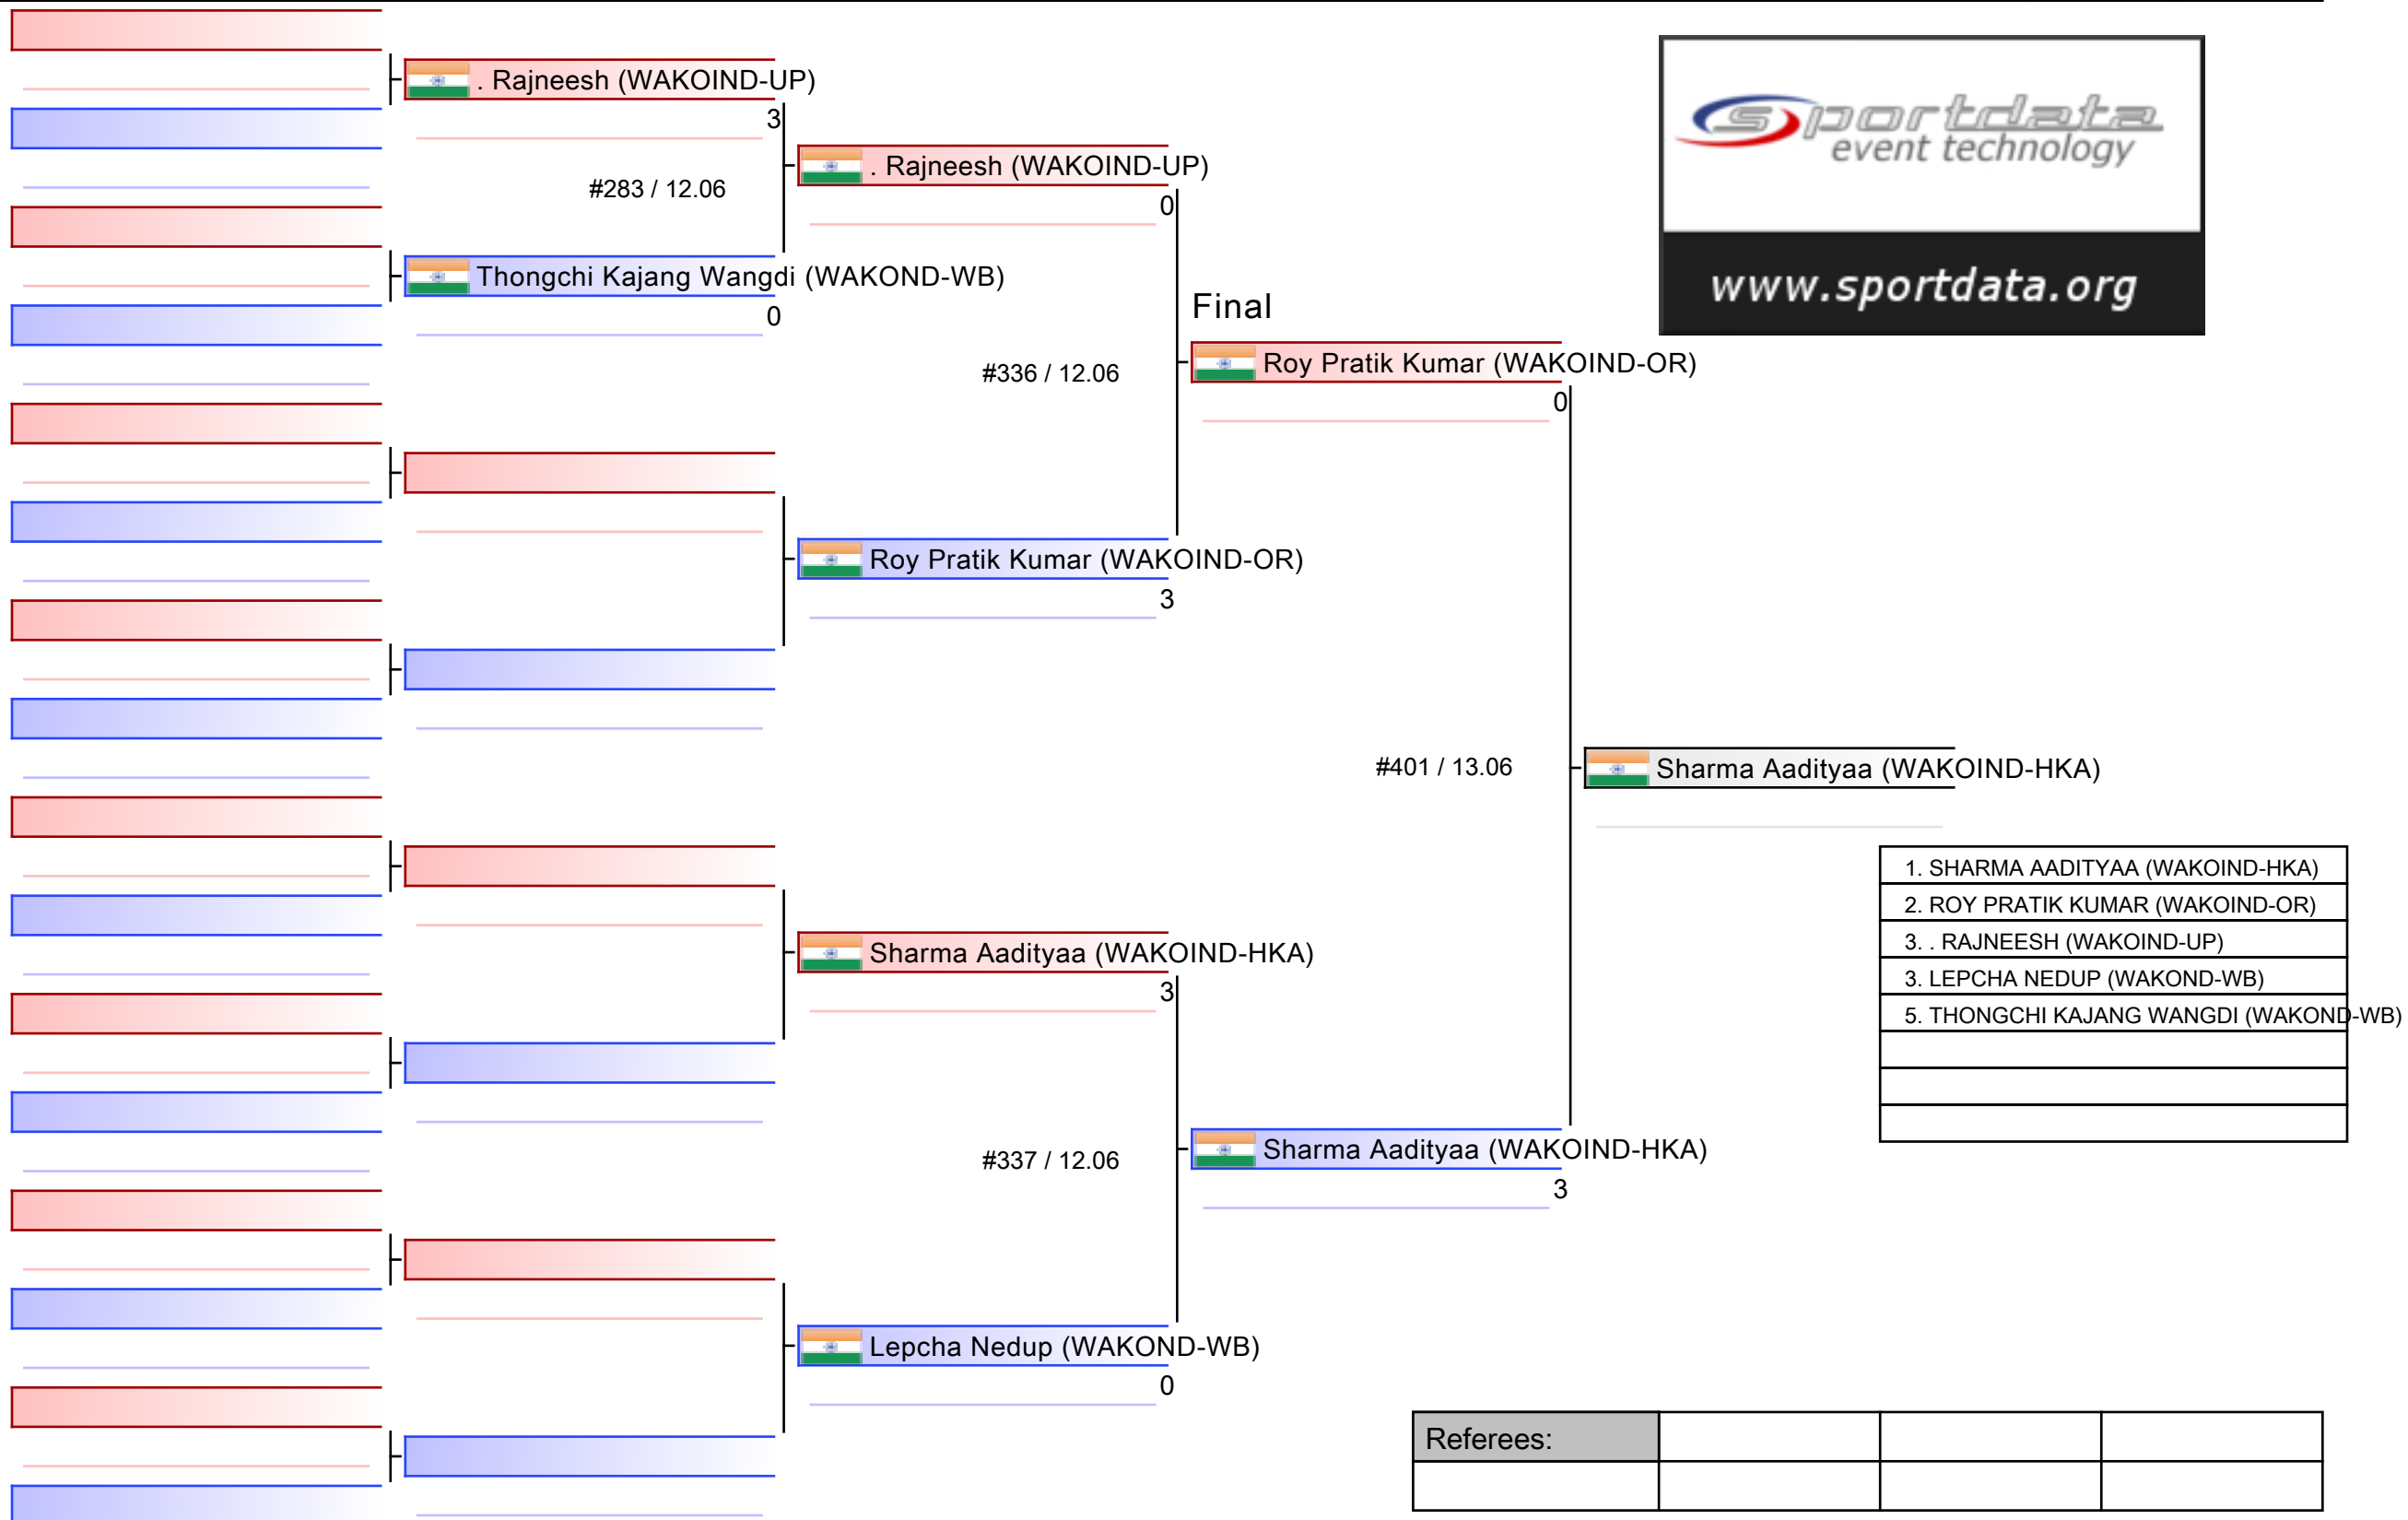 . Rajneesh (WAKOIND-UP)
3
#283 / 12.06
Thongchi Kajang Wangdi (WAKOND-WB)
0
. Rajneesh (WAKOIND-UP)
0
#336 / 12.06
Roy Pratik Kumar (WAKOIND-OR)
3
Sharma Aadityaa (WAKOIND-HKA)
3
#337 / 12.06
Lepcha Nedup (WAKOND-WB)
0
Final
Roy Pratik Kumar (WAKOIND-OR)
0
#401 / 13.06
Sharma Aadityaa (WAKOIND-HKA)
3
Sharma Aadityaa (WAKOIND-HKA)
sportdata
event technology
www.sportdata.org
1. SHARMA AADITYAA (WAKOIND-HKA)
2. ROY PRATIK KUMAR (WAKOIND-OR)
3. . RAJNEESH (WAKOIND-UP)
3. LEPCHA NEDUP (WAKOND-WB)
5. THONGCHI KAJANG WANGDI (WAKOND-WB)
Referees: